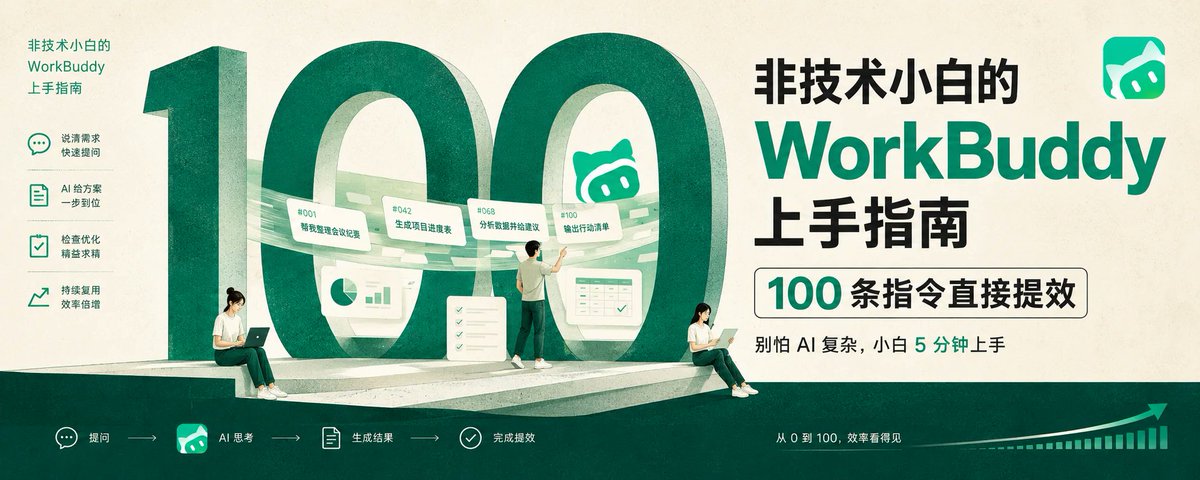 非技术小白的
WorkBuddy
上手指南
说清需求
快速提问
AI 给方案
一步到位
检查优化
精益求精
持续复用
效率倍增
100
#001
帮我整理会议纪要
#042
生成项目进度表
#068
分析数据并给建议
#100
输出行动清单
非技术小白的
WorkBuddy
上手指南
100 条指令直接提效
别怕 AI 复杂，小白 5 分钟上手
提问
AI 思考
生成结果
完成提效
从 0 到 100，效率看得见